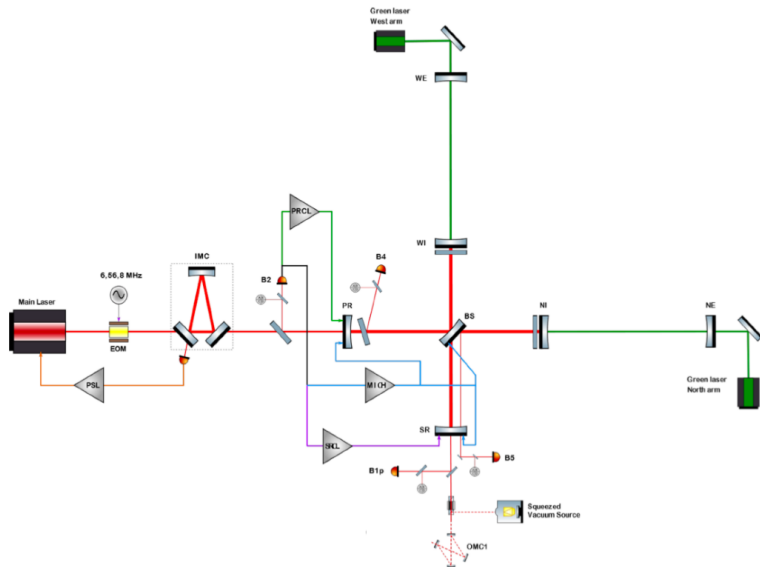 Green laser
West arm
WE
PRCL
IMC
WI
B4
6,56,8 MHz
B2
PR
BS
NI
NE
Main Laser
EOM
Green laser
North arm
PSL
MICH
SR
SRCL
B5
B1p
Squeezed
Vacuum Source
OMC1